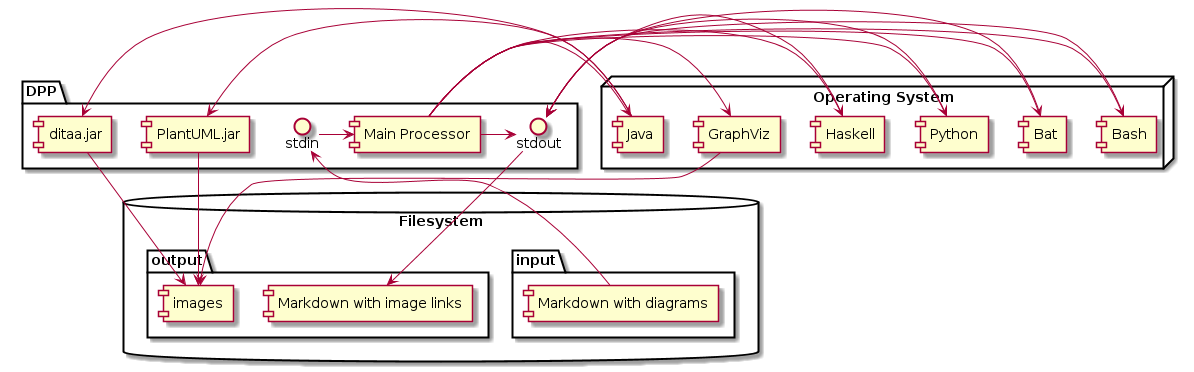 DPP
Operating System
ditaa.jar
PlantUML.jar
stdin
Main Processor
stdout
Java
GraphViz
Haskell
Python
Bat
Bash
Filesystem
output
input
images
Markdown with image links
Markdown with diagrams